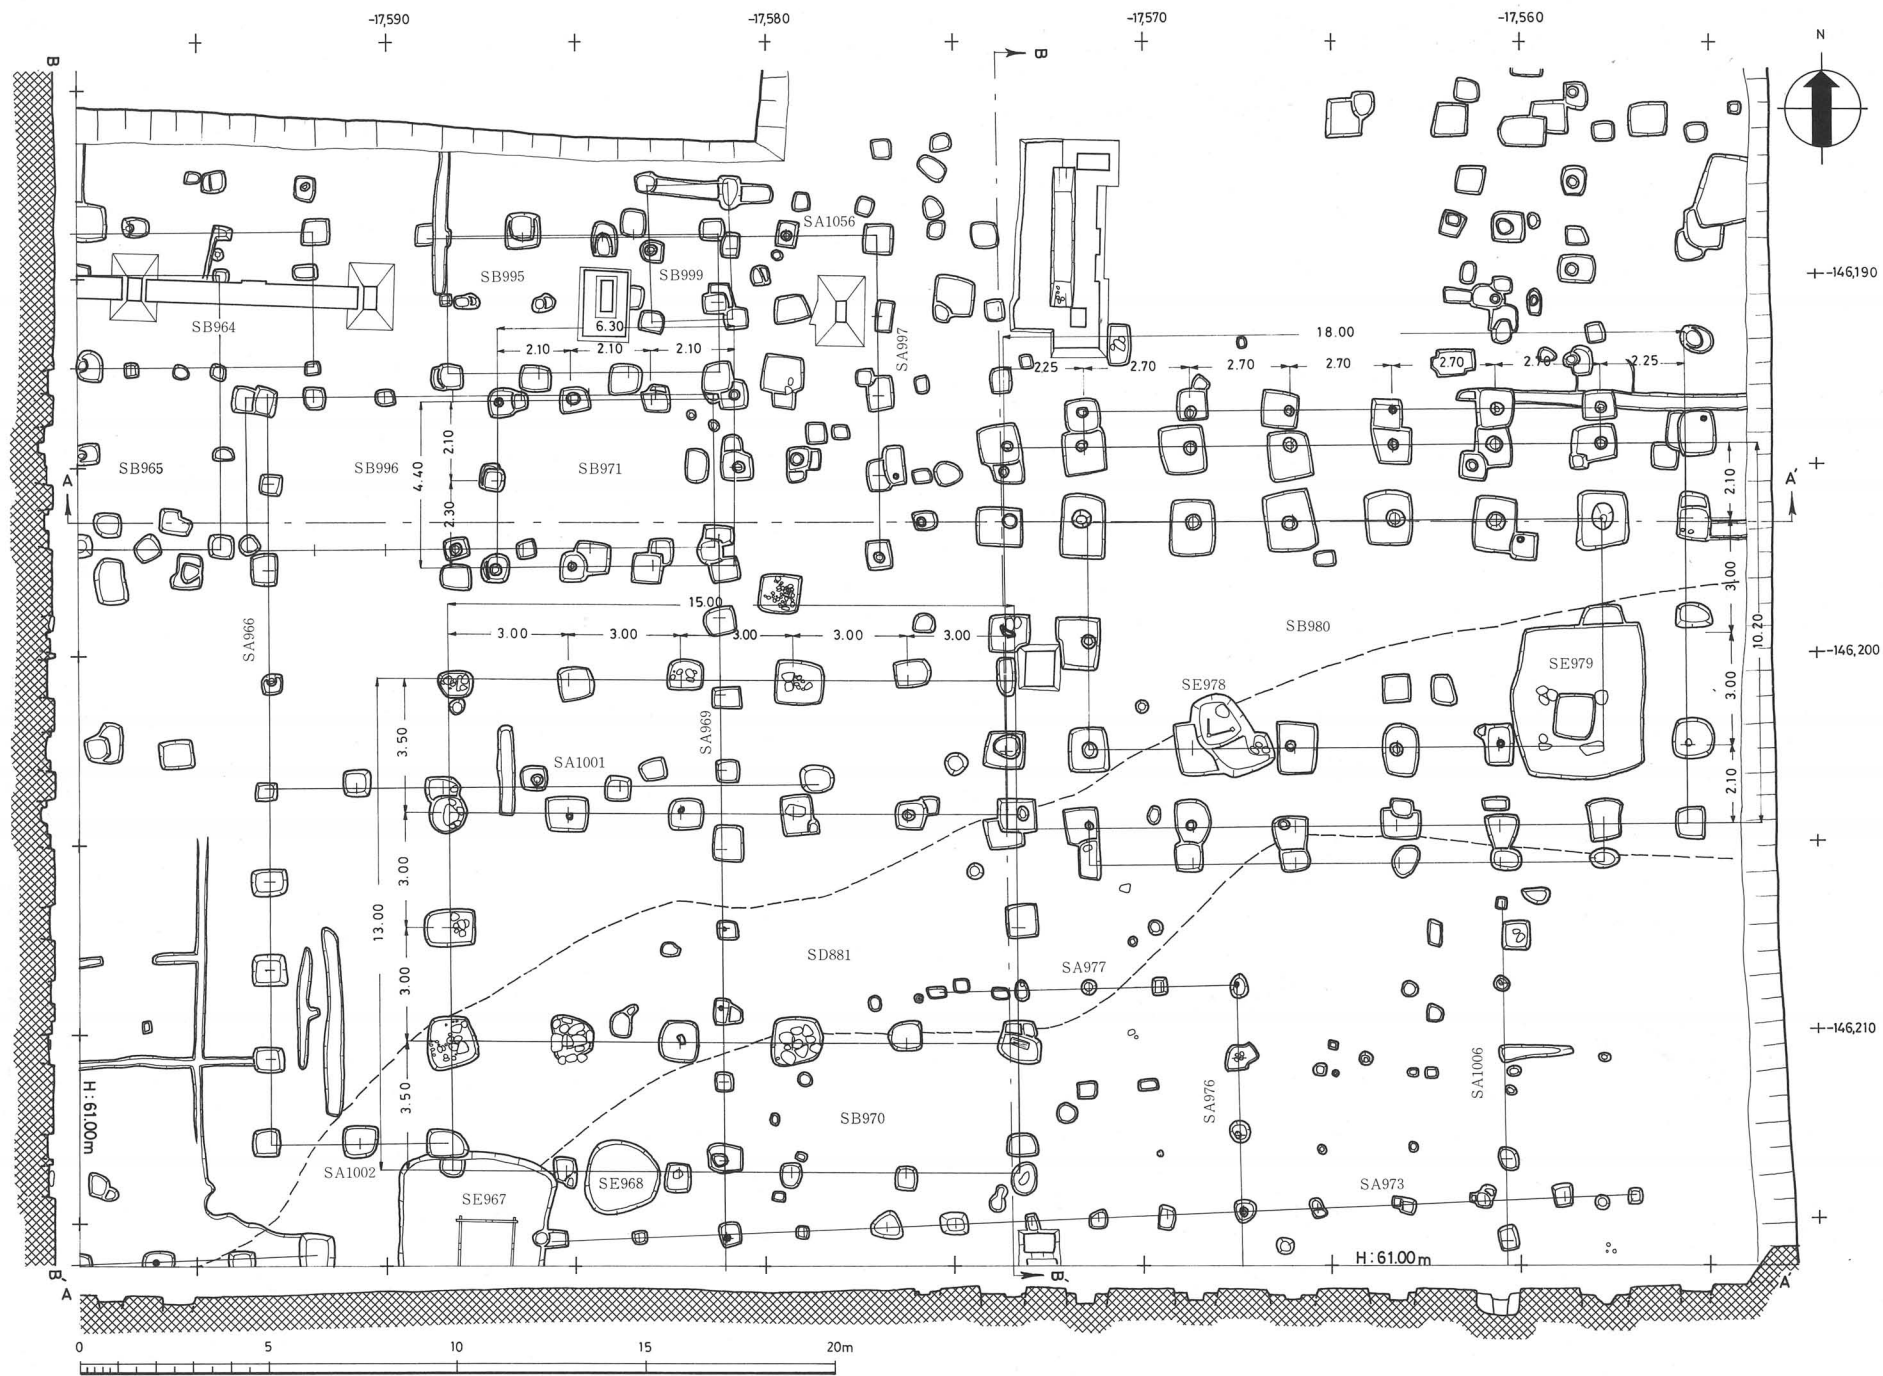 -17,590
-17,580
-17,570
-17,560
N
B
B
SA1056
SB995
SB999
-146,190
SB964
6.30
18.00
SA997
2.10
2.10
2.10
2.25
2.70
2.70
2.70
2.70
2.70
2.25
2.10
4.40
SB965
SB996
SB971
2.10
A
A'
2.30
3.00
15.00
SB980
10.20
3.00
3.00
3.00
3.00
3.00
SA966
-146,200
SE979
SE978
3.00
3.50
SA969
SA1001
2.10
3.00
13.00
SD881
SA977
3.00
-146,210
SA1006
SA976
3.50
H:61.00m
SB970
SA1002
SE968
SA973
SE967
H:61.00m
B'
B'
A
A'
0
5
10
15
20m